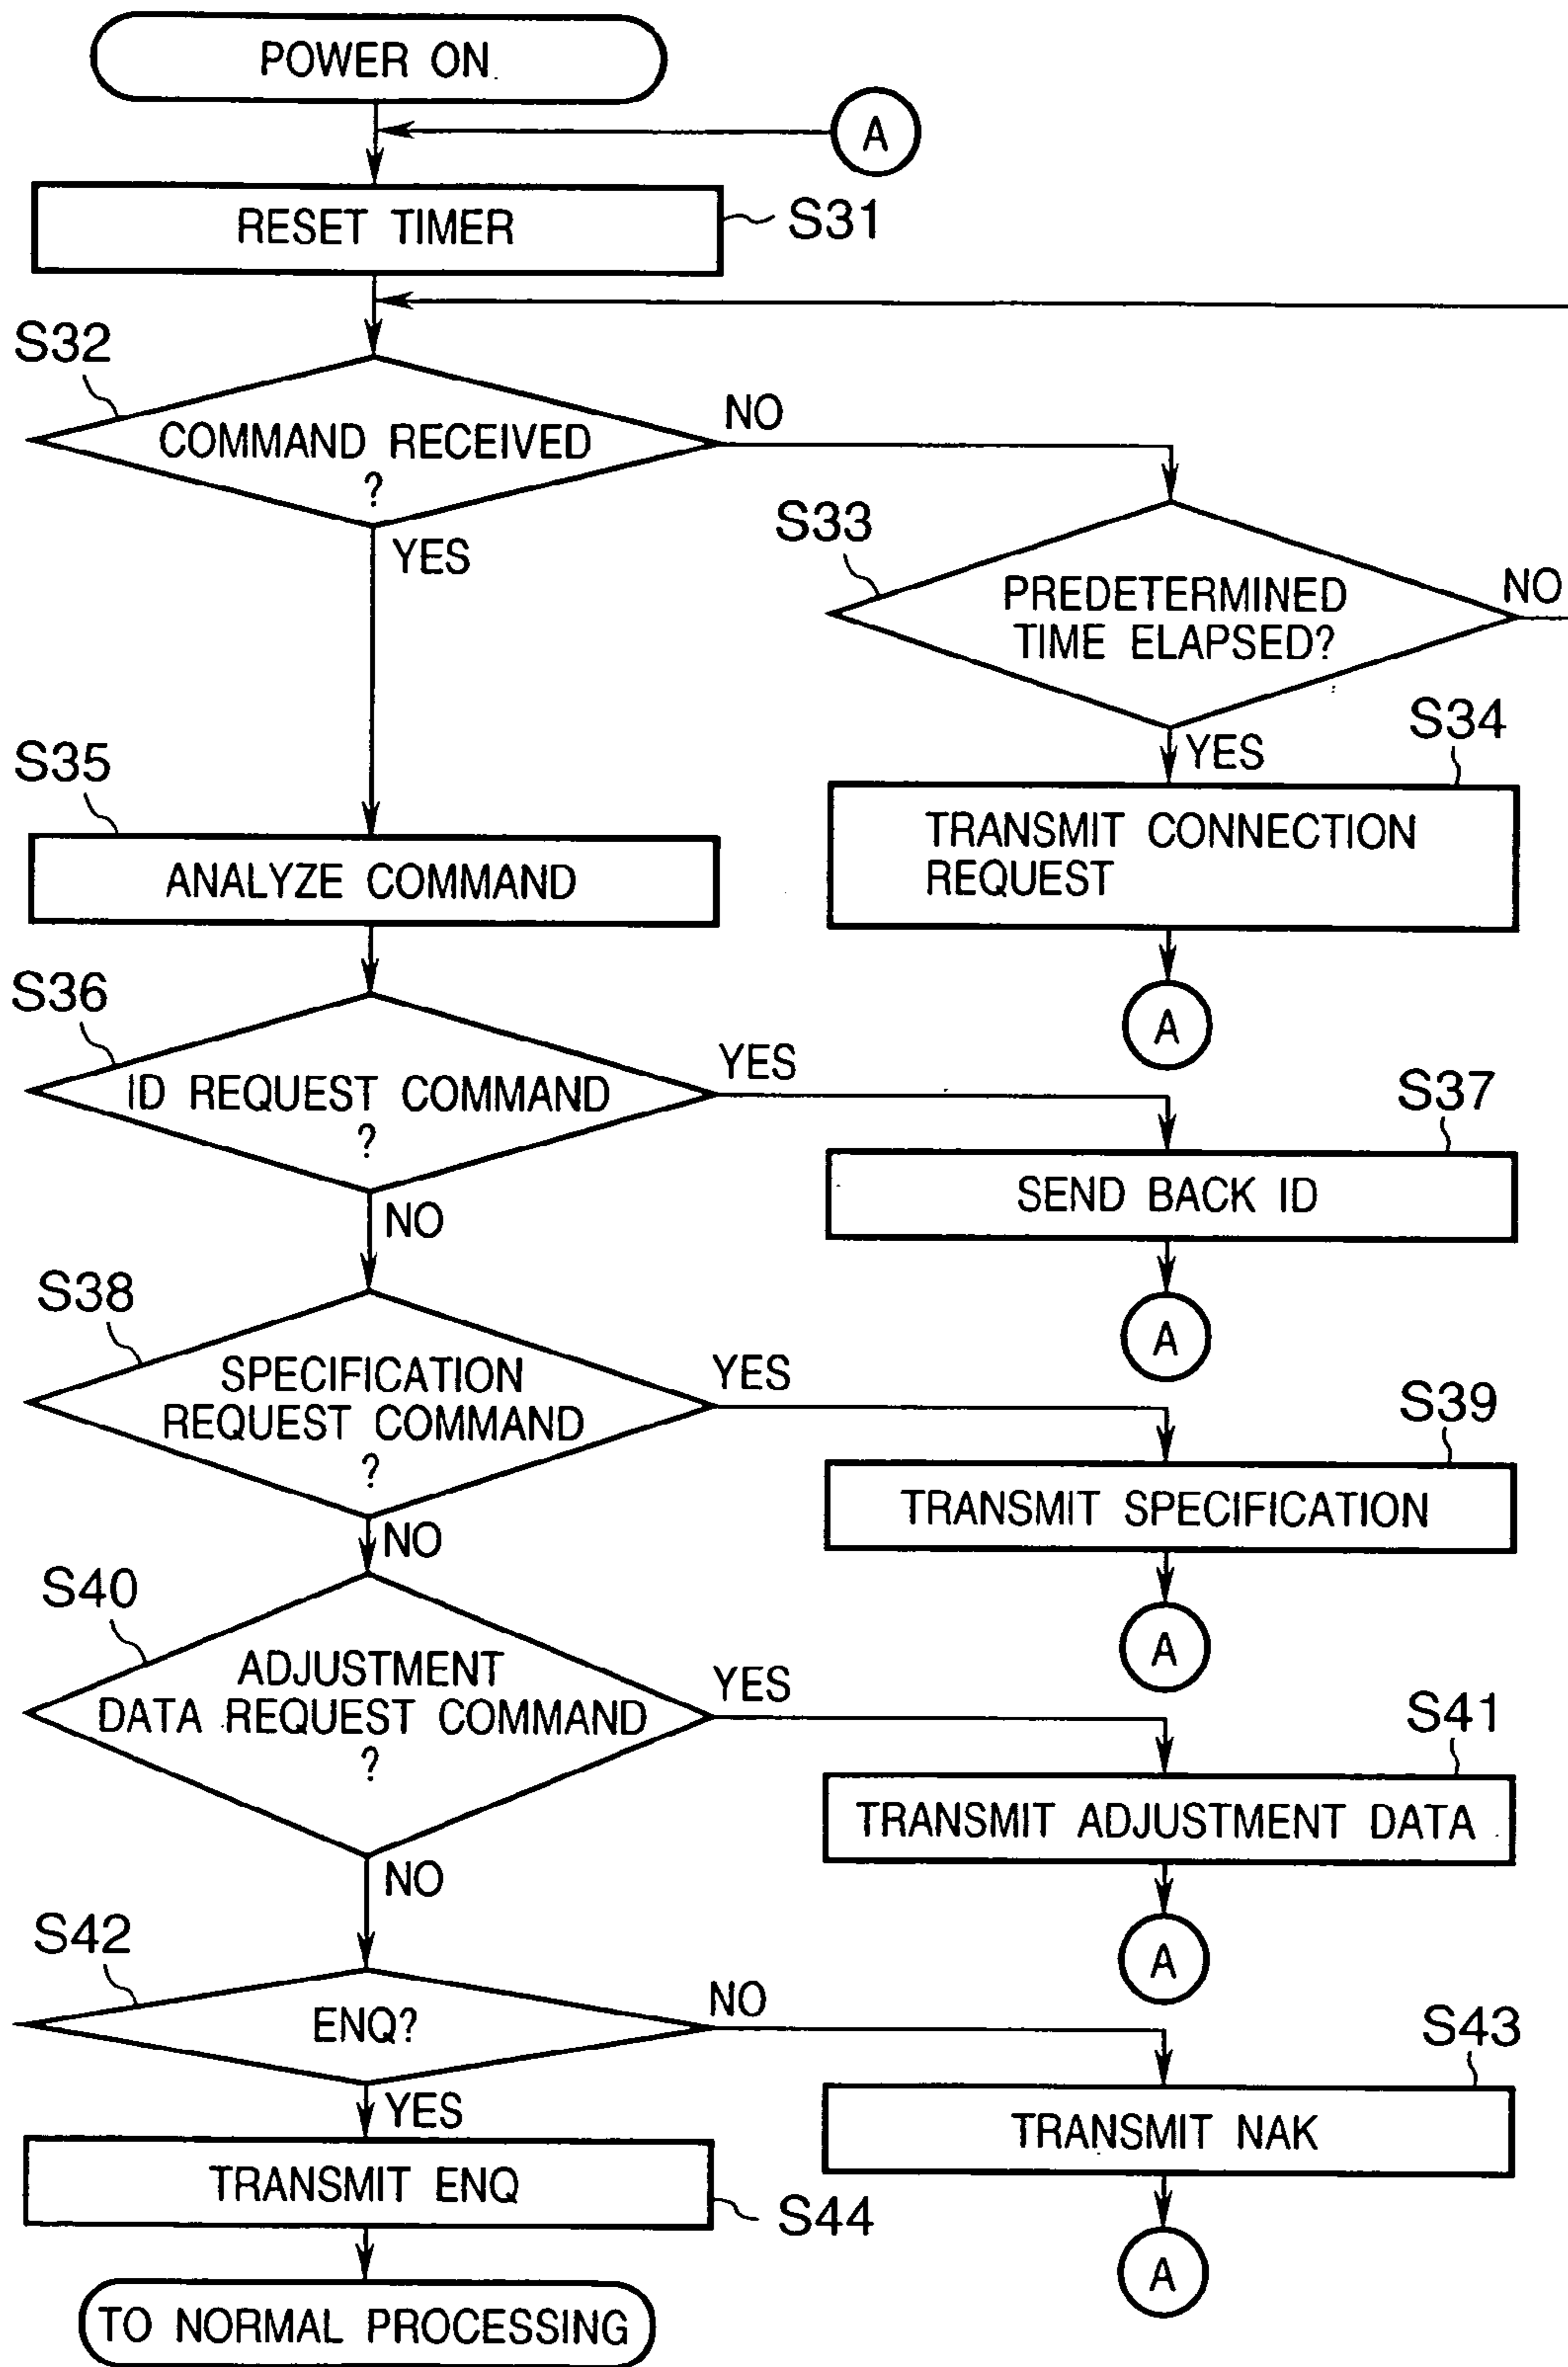 POWER ON
A
RESET TIMER
S31
S32
COMMAND RECEIVED
?
NO
YES
S33
PREDETERMINED
TIME ELAPSED?
NO
YES
S34
TRANSMIT CONNECTION
REQUEST
A
S35
ANALYZE COMMAND
S36
ID REQUEST COMMAND
?
YES
NO
S37
SEND BACK ID
A
S38
SPECIFICATION
REQUEST COMMAND
?
YES
NO
S39
TRANSMIT SPECIFICATION
A
S40
ADJUSTMENT
DATA REQUEST COMMAND
?
YES
NO
S41
TRANSMIT ADJUSTMENT DATA
A
S42
ENQ?
NO
YES
S43
TRANSMIT NAK
A
TRANSMIT ENQ
S44
TO NORMAL PROCESSING